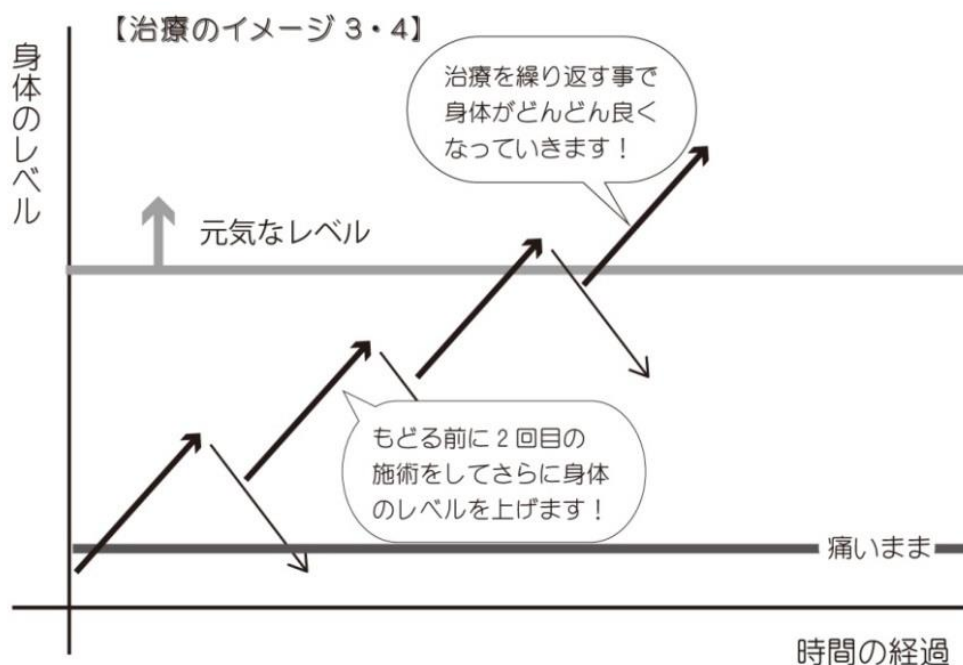 【治療のイメージ 3・4】
身体のレベル
治療を繰り返す事で
身体がどんどん良く
なっていきます！
元気なレベル
もどる前に 2 回目の
施術をしてさらに身体
のレベルを上げます！
痛いまま
時間の経過